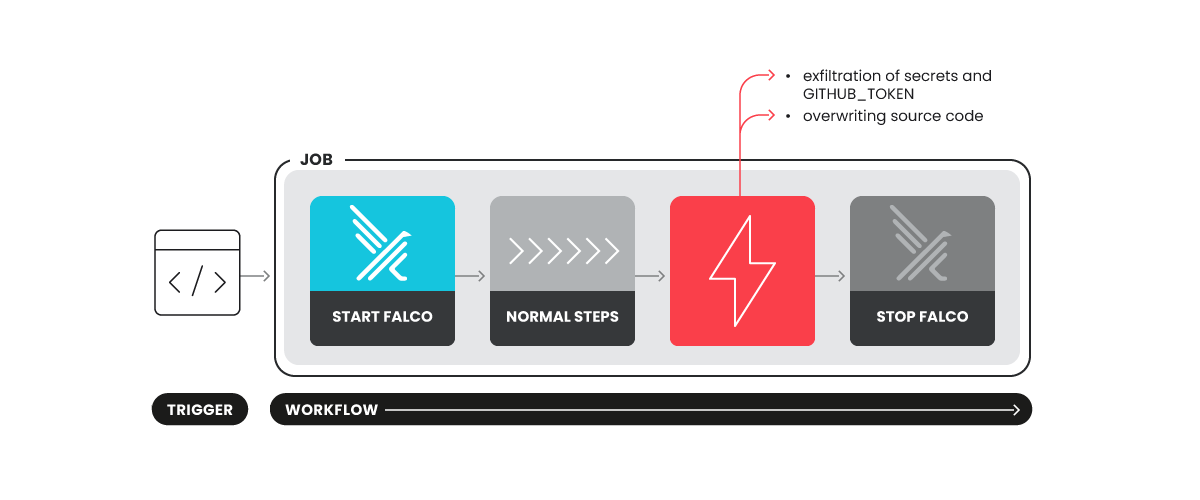 • exfiltration of secrets and
GITHUB_TOKEN
• overwriting source code
JOB
</>
START FALCO
NORMAL STEPS
STOP FALCO
TRIGGER
WORKFLOW